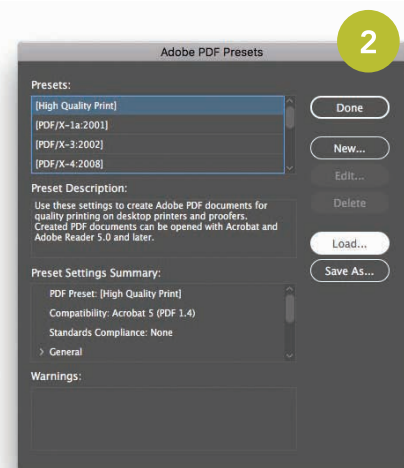 2
Adobe PDF Presets
Presets:
[High Quality Print]
[PDF/X-1a:2001]
[PDF/X-3:2002]
[PDF/X-4:2008]
Done
New...
Edit...
Delete
Load...
Save As...
Preset Description:
Use these settings to create Adobe PDF documents for
quality printing on desktop printers and proofers.
Created PDF documents can be opened with Acrobat and
Adobe Reader 5.0 and later.
Preset Settings Summary:
PDF Preset: [High Quality Print]
Compatibility: Acrobat 5 (PDF 1.4)
Standards Compliance: None
> General
Warnings: